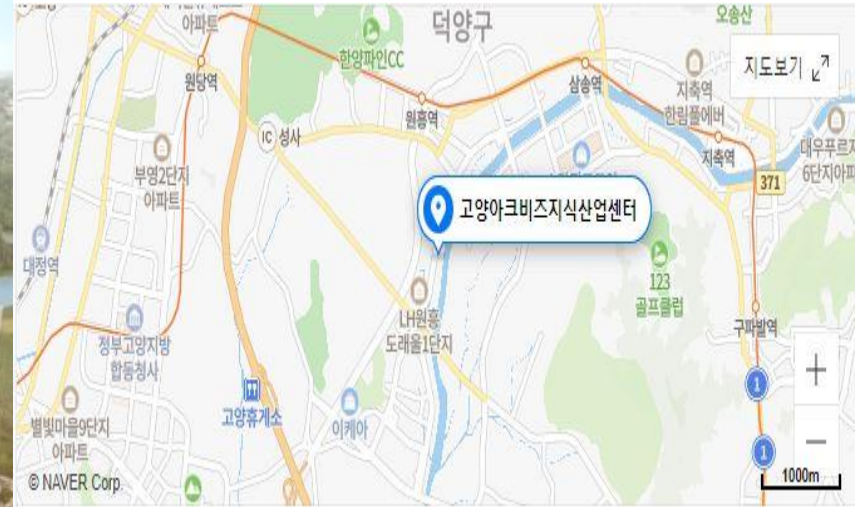 아파트
원당역
한양파인CC
덕양구
오송산
지도보기
삼송역
지축역
한림풀에버
원흥역
IC 성사
지축역
대우푸르지
6단지아파
371
부영2단지
아파트
고양아크비즈지식산업센터
대정역
123
골프클럽
LH원흥
도래울1단지
구파발역
정부고양지방
합동청사
고양휴게소
이케아
별빛마을9단지
아파트
1
1
+
−
1000m
© NAVER Corp.